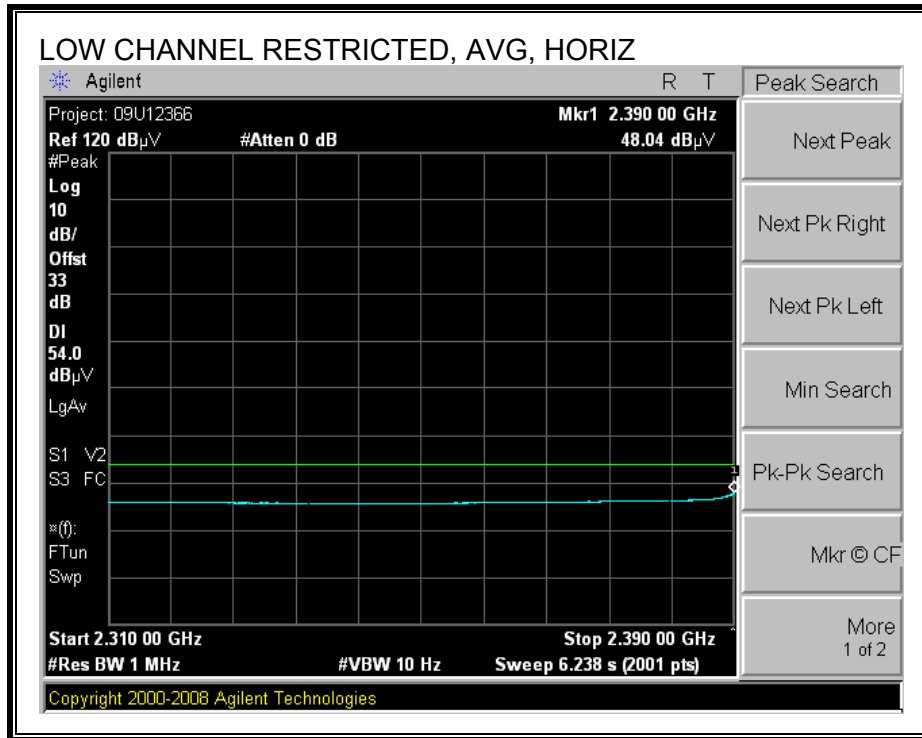 LOW CHANNEL RESTRICTED, AVG, HORIZ
Agilent R T
Peak Search
Project: 09U12366 Mkr1 2.390 00 GHz
Ref 120 dBµV #Atten 0 dB 48.04 dBµV
#Peak
Log
10
dB/
Offst
33
dB
DI
54.0
dBµV
LgAv
S1 V2
S3 FC
¤(f):
FTun
Swp
1
Start 2.310 00 GHz Stop 2.390 00 GHz
#Res BW 1 MHz #VBW 10 Hz Sweep 6.238 s (2001 pts)
Copyright 2000-2008 Agilent Technologies
Next Peak
Next Pk Right
Next Pk Left
Min Search
Pk-Pk Search
Mkr © CF
More
1 of 2